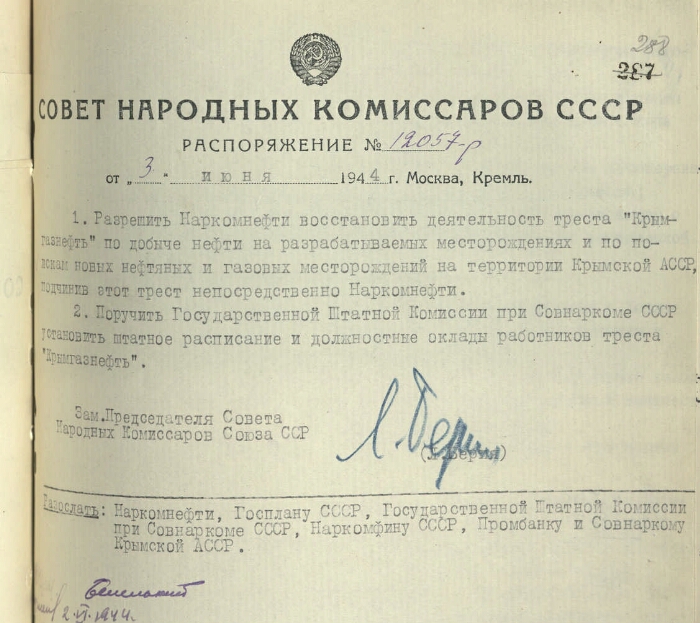 288
287
СОВЕТ НАРОДНЫХ КОМИССАРОВ СССР
РАСПОРЯЖЕНИЕ № 12057-р
от „3“ июня 1944 г. Москва, Кремль.
1. Разрешить Наркомнефти восстановить деятельность треста "Крым-
газнефть" по добыче нефти на разрабатываемых месторождениях и по по-
искам новых нефтяных и газовых месторождений на территории Крымской АССР,
подчинив этот трест непосредственно Наркомнефти.
2. Поручить Государственной Штатной Комиссии при Совнаркоме СССР
установить штатное расписание и должностные оклады работников треста
"Крымгазнефть".
Зам.Председателя Совета
Народных Комиссаров Союза ССР
Л. Берия
(Л.Берия)
Разослать: Наркомнефти, Госплану СССР, Государственной Штатной Комиссии
при Совнаркоме СССР, Наркомфину СССР, Промбанку и Совнаркому
Крымской АССР.
2.VI.1944.